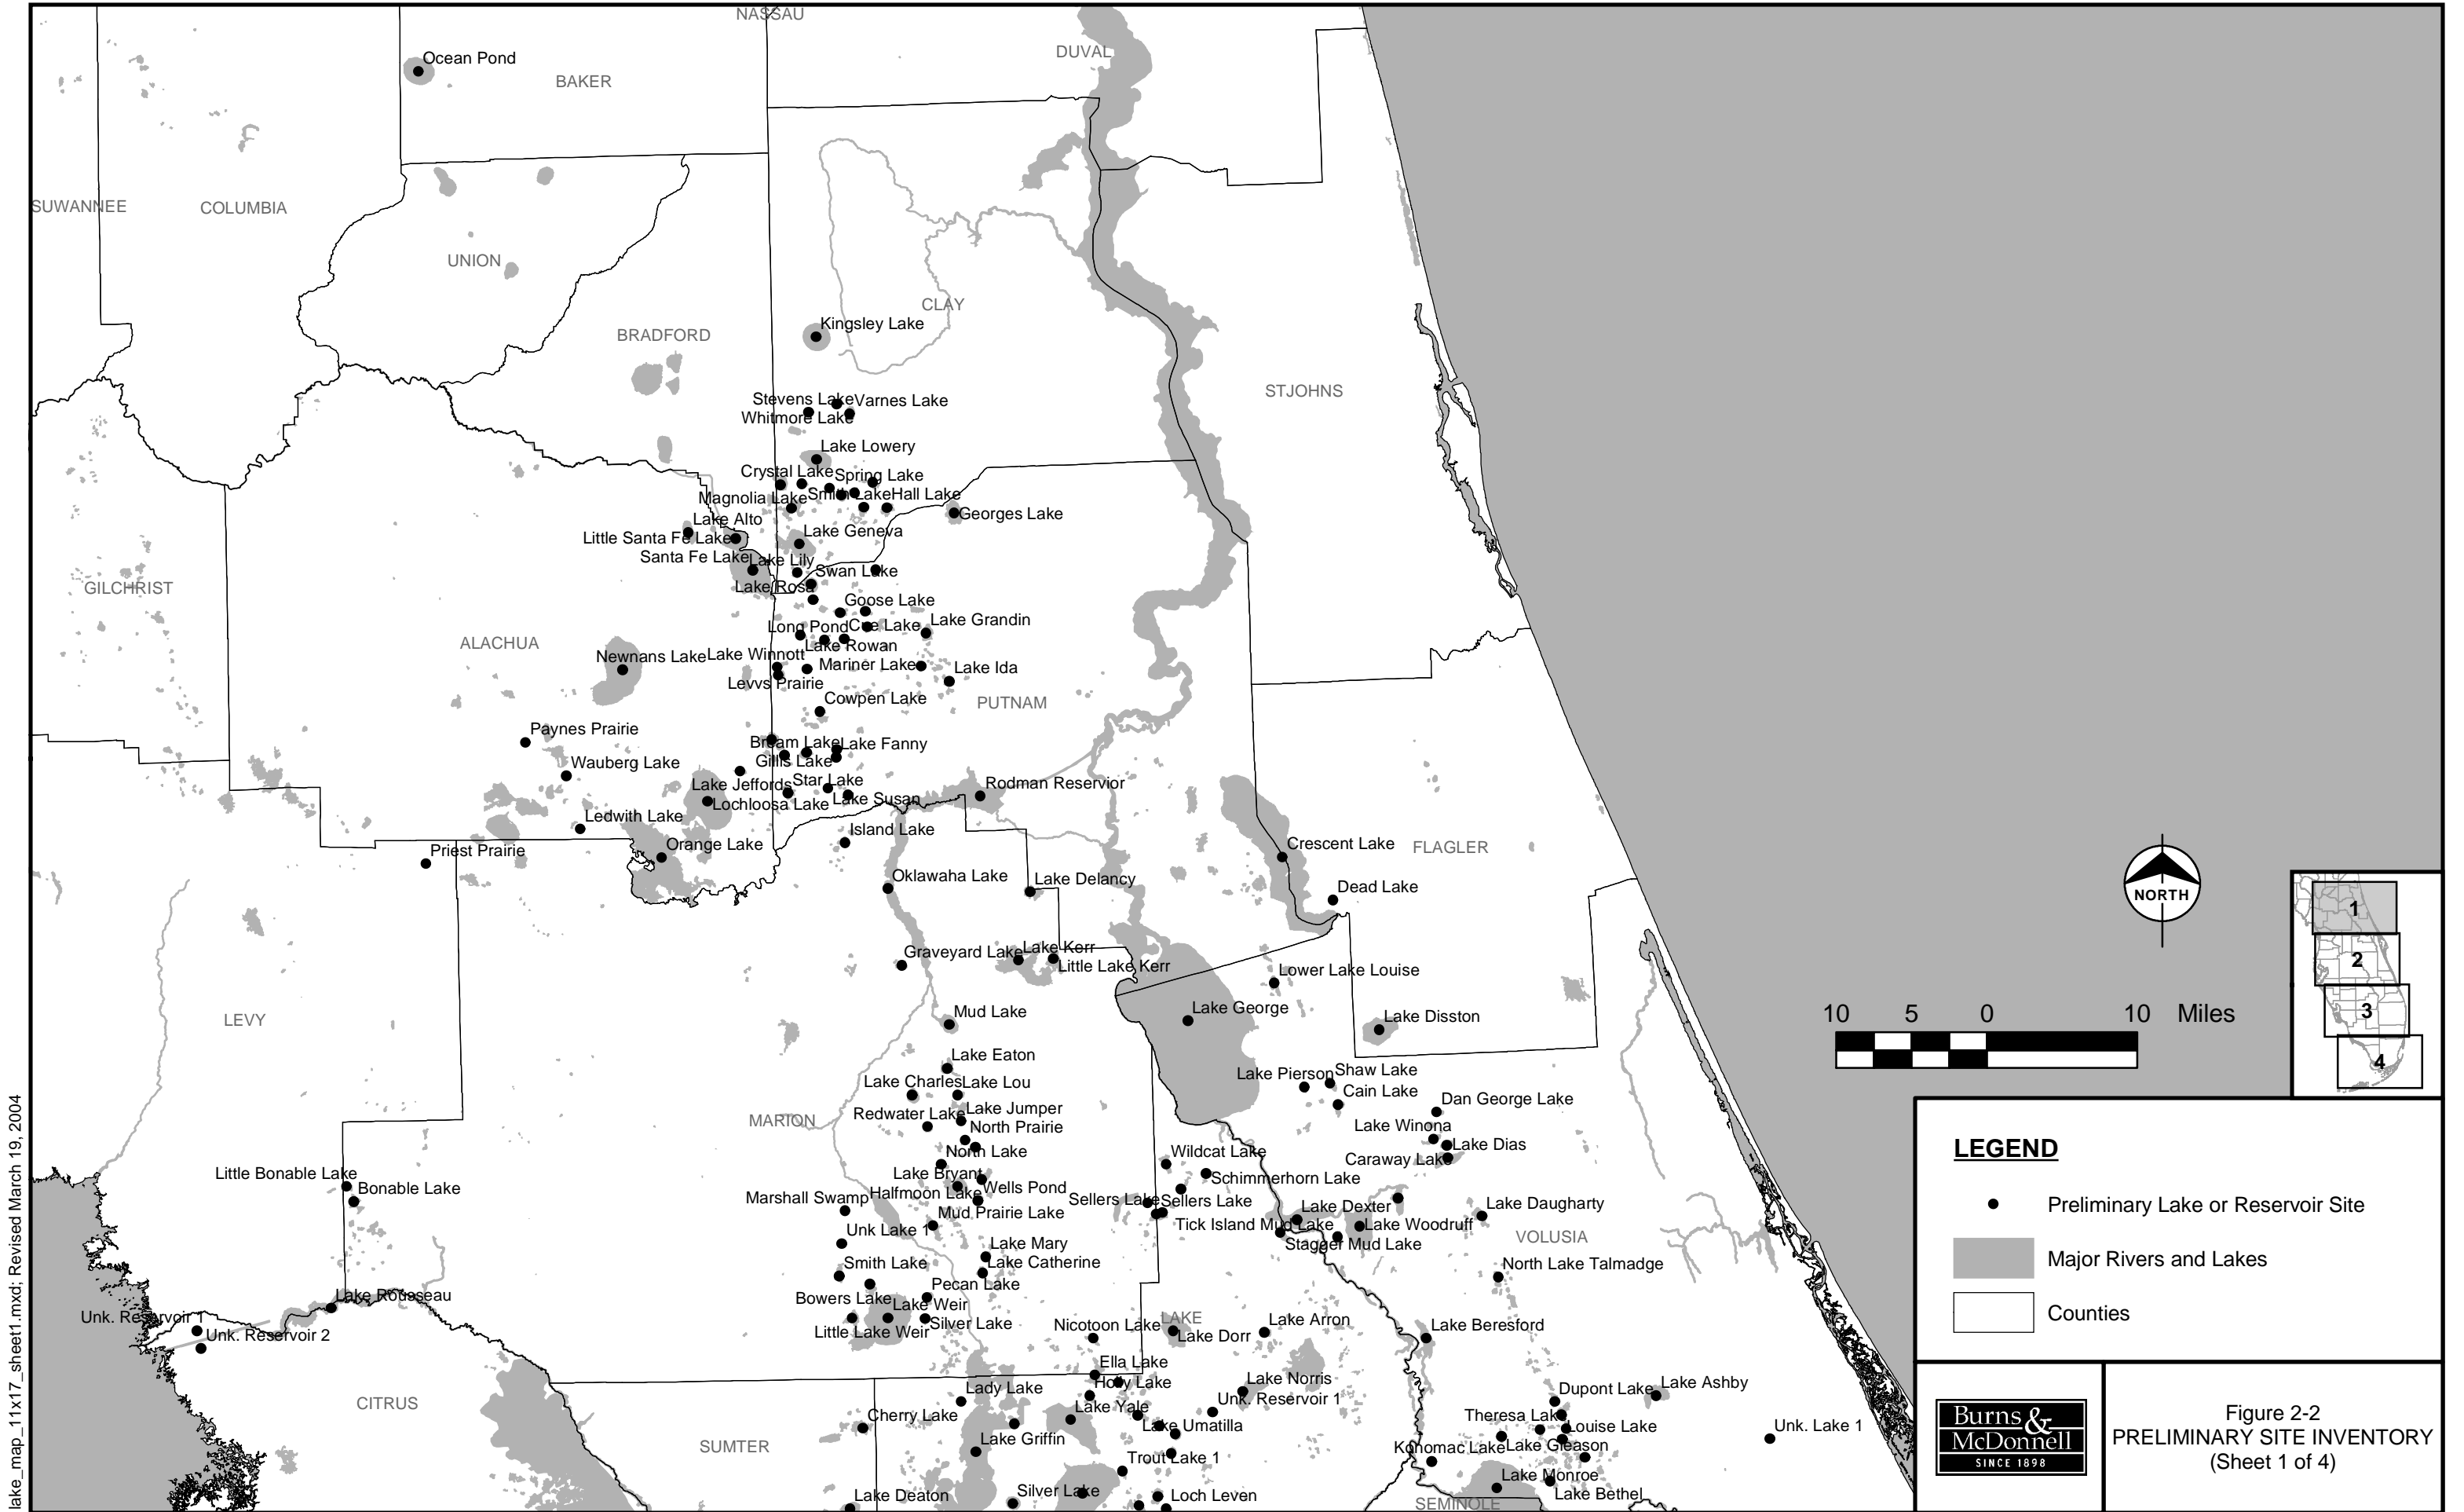 NASSAU
DUVAL
Ocean Pond
BAKER
SUWANNEE
COLUMBIA
UNION
CLAY
Kingsley Lake
BRADFORD
STJOHNS
Stevens Lake
Varnes Lake
Whitmore Lake
Lake Lowery
Crystal Lake
Spring Lake
Magnolia Lake
Smith Lake
Hall Lake
Georges Lake
Lake Alto
Little Santa Fe Lake
Lake Geneva
Santa Fe Lake
Lake Lily
Swan Lake
Lake Rosa
GILCHRIST
Goose Lake
Long Pond
Cue Lake
Lake Grandin
ALACHUA
Lake Rowan
Newnans Lake
Lake Winnott
Mariner Lake
Lake Ida
Levvs Prairie
Cowpen Lake
PUTNAM
Paynes Prairie
Bream Lake
Lake Fanny
Wauberg Lake
Gillis Lake
Lake Jeffords
Star Lake
Rodman Reservior
Lochloosa Lake
Lake Susan
Ledwith Lake
Island Lake
Orange Lake
Priest Prairie
Crescent Lake
FLAGLER
Oklawaha Lake
Lake Delancy
Dead Lake
NORTH
Graveyard Lake
Lake Kerr
Little Lake Kerr
Lower Lake Louise
LEVY
Mud Lake
Lake George
Lake Disston
10 5 0 10 Miles
1
2
3
4
Lake Eaton
Lake Charles
Lake Lou
Lake Pierson
Shaw Lake
Cain Lake
MARION
Redwater Lake
Lake Jumper
North Prairie
Dan George Lake
Lake Winona
Lake Dias
Caraway Lake
North Lake
Wildcat Lake
Little Bonable Lake
Bonable Lake
Lake Bryant
Wells Pond
Schimmerhorn Lake
Marshall Swamp
Halfmoon Lake
Sellers Lake
Sellers Lake
Lake Dexter
Lake Daugharty
Mud Prairie Lake
Unk Lake 1
Tick Island Mud Lake
Lake Woodruff
Stagger Mud Lake
VOLUSIA
Lake Mary
Smith Lake
Lake Catherine
North Lake Talmadge
Pecan Lake
Bowers Lake
Lake Weir
Lake Rousseau
Unk. Reservoir 1
Unk. Reservoir 2
Little Lake Weir
Silver Lake
Nicotoon Lake
LAKE
Lake Dorr
Lake Arron
Lake Beresford
Ella Lake
Holly Lake
Lady Lake
Lake Norris
Unk. Reservoir 1
Dupont Lake
Lake Ashby
CITRUS
Cherry Lake
Lake Yale
Lake Umatilla
Theresa Lake
Louise Lake
Unk. Lake 1
SUMTER
Lake Griffin
Konomac Lake
Lake Gleason
Trout Lake 1
Lake Monroe
Lake Deaton
Silver Lake
Loch Leven
Lake Bethel
SEMINOLE
LEGEND
Preliminary Lake or Reservoir Site
Major Rivers and Lakes
Counties
Burns &
McDonnell
SINCE 1898
Figure 2-2
PRELIMINARY SITE INVENTORY
(Sheet 1 of 4)
lake_map_11x17_sheet1.mxd; Revised March 19, 2004